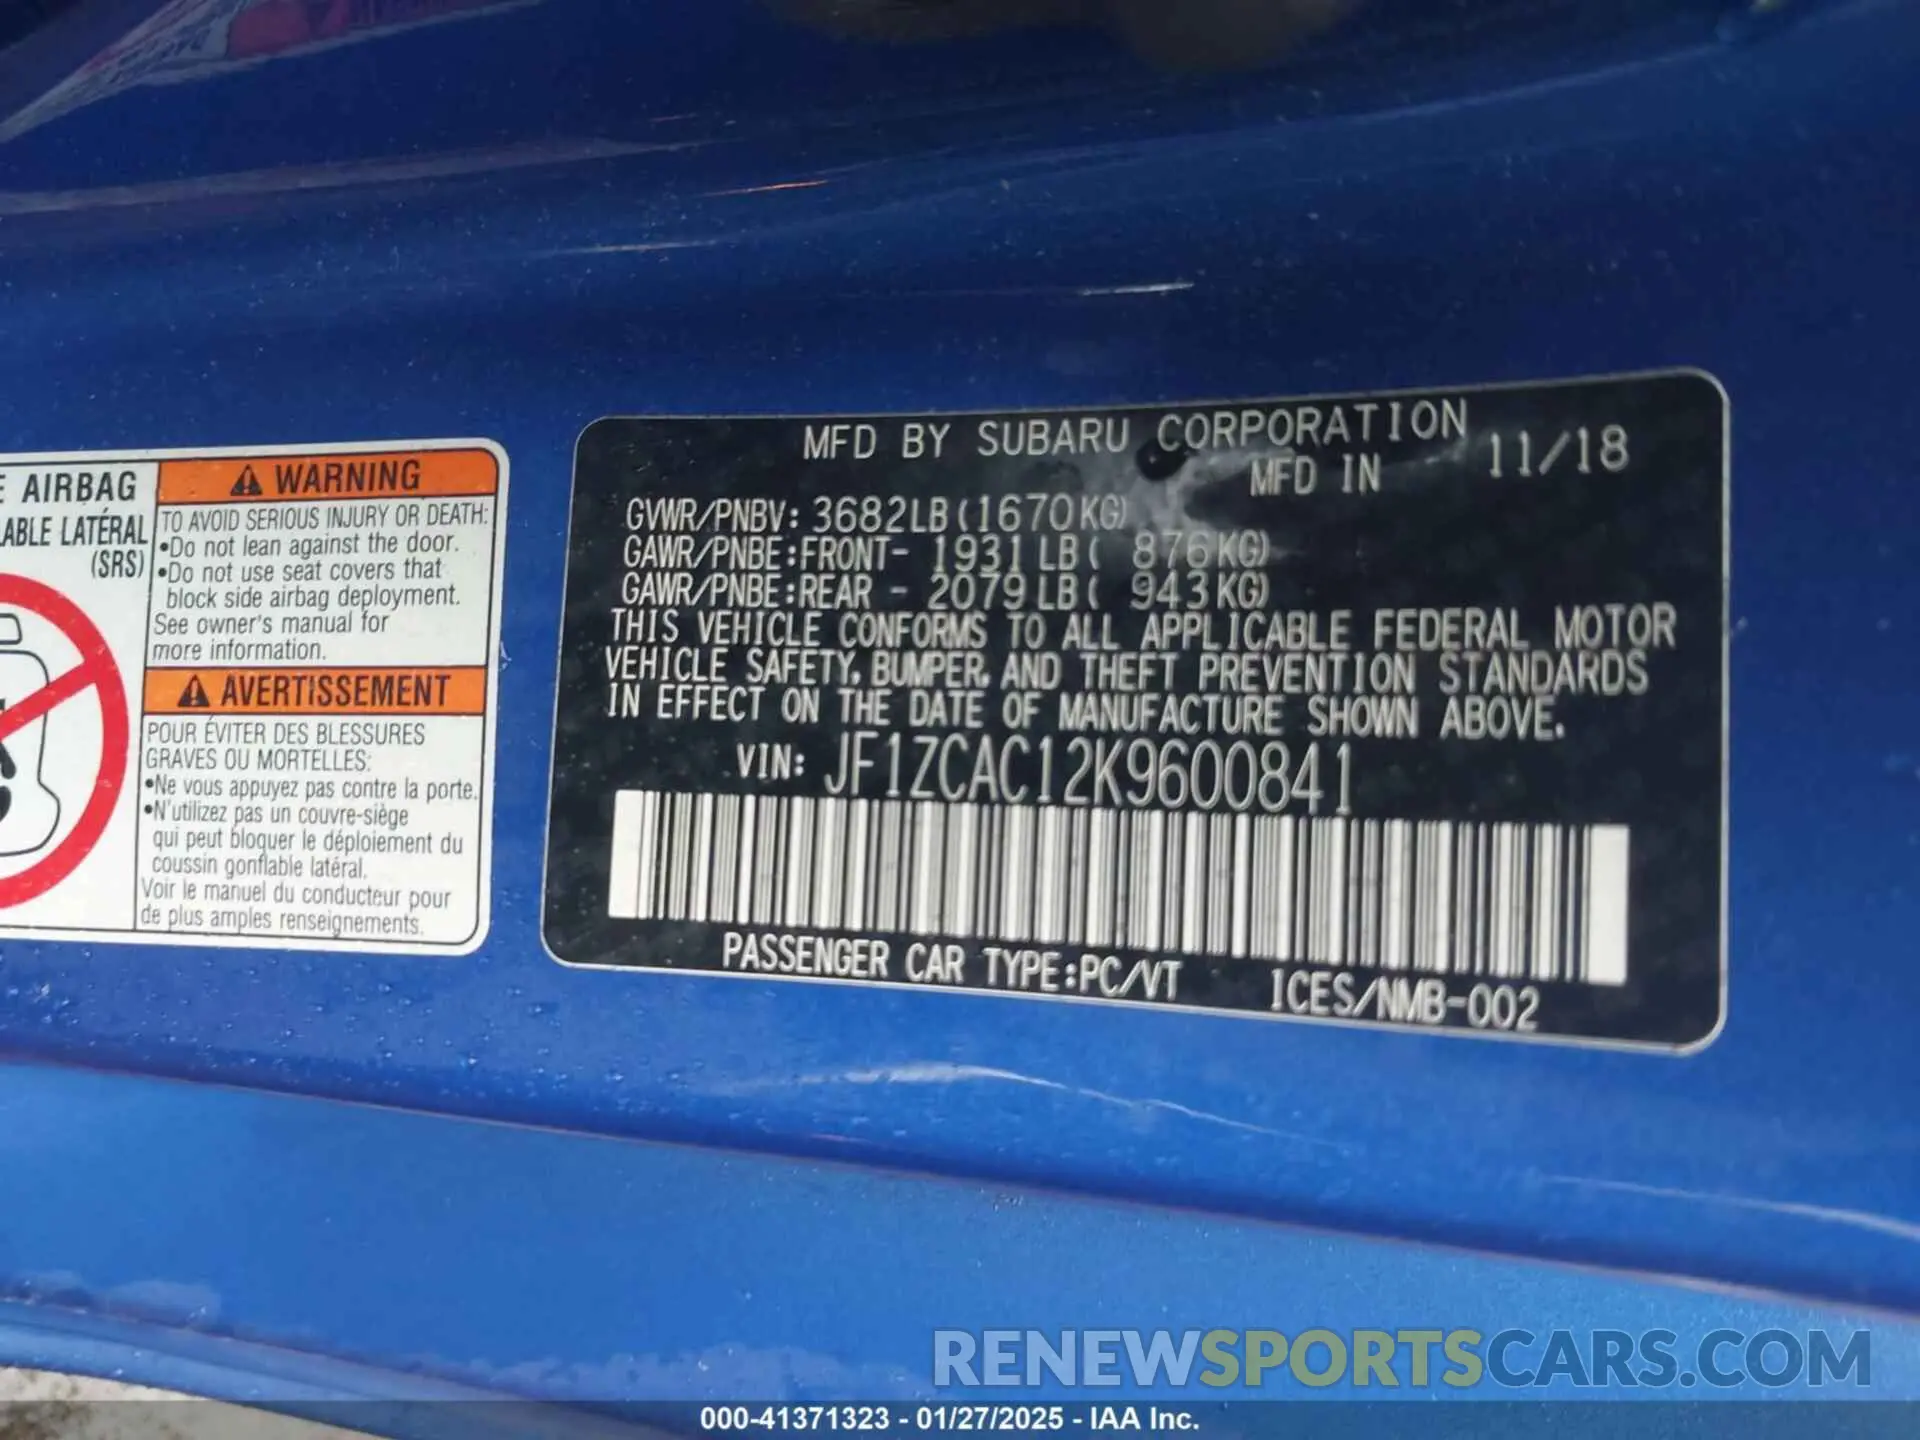 E AIRBAG
ABLE LATÉRAL
(SRS)
WARNING
TO AVOID SERIOUS INJURY OR DEATH:
•Do not lean against the door.
•Do not use seat covers that
block side airbag deployment.
See owner's manual for
more information.
AVERTISSEMENT
POUR ÉVITER DES BLESSURES
GRAVES OU MORTELLES:
•Ne vous appuyez pas contre la porte.
•N'utilizez pas un couvre-siège
qui peut bloquer le déploiement du
coussin gonflable latéral.
Voir le manuel du conducteur pour
de plus amples renseignements.
MFD BY SUBARU CORPORATION
MFD IN 11/18
GVWR/PNBV: 3682LB(1670KG)
GAWR/PNBE:FRONT- 1931LB( 876KG)
GAWR/PNBE:REAR - 2079LB( 943KG)
THIS VEHICLE CONFORMS TO ALL APPLICABLE FEDERAL MOTOR
VEHICLE SAFETY, BUMPER, AND THEFT PREVENTION STANDARDS
IN EFFECT ON THE DATE OF MANUFACTURE SHOWN ABOVE.
VIN: JF1ZCAC12K9600841
PASSENGER CAR TYPE:PC/VT ICES/NMB-002
RENEWSPORTSCARS.COM
000-41371323 - 01/27/2025 - IAA Inc.